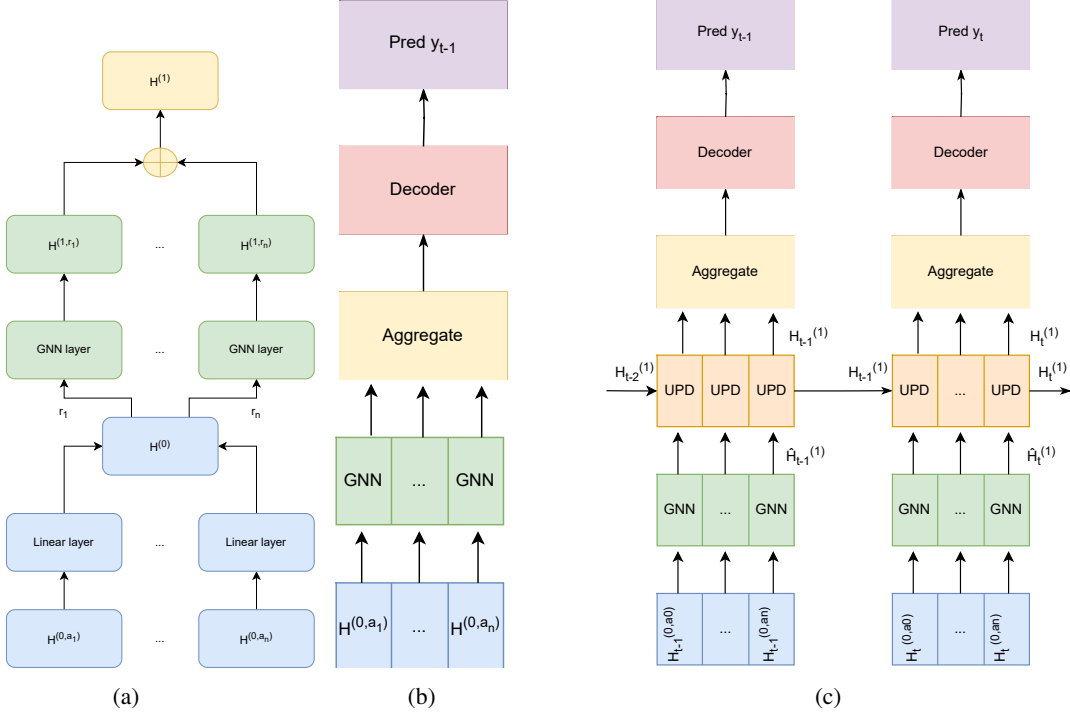 H^(1)
H^(1,r_1) ... H^(1,r_n)
GNN layer ... GNN layer
r_1 r_n
H^(0)
Linear layer ... Linear layer
H^(0,a_1) ... H^(0,a_n)
(a)
Pred y_t-1
Decoder
Aggregate
GNN ... GNN
H^(0,a_1) ... H^(0,a_n)
(b)
Pred y_t-1 Pred y_t
Decoder Decoder
Aggregate Aggregate
H_t-1^(1) H_t^(1)
H_t-2^(1) UPD UPD UPD H_t-1^(1) UPD ... UPD H_t^(1)
Ĥ_t-1^(1) Ĥ_t^(1)
GNN ... GNN GNN ... GNN
H_t-1^(0,a0) ... H_t-1^(0,an) H_t^(0,a0) ... H_t^(0,an)
(c)